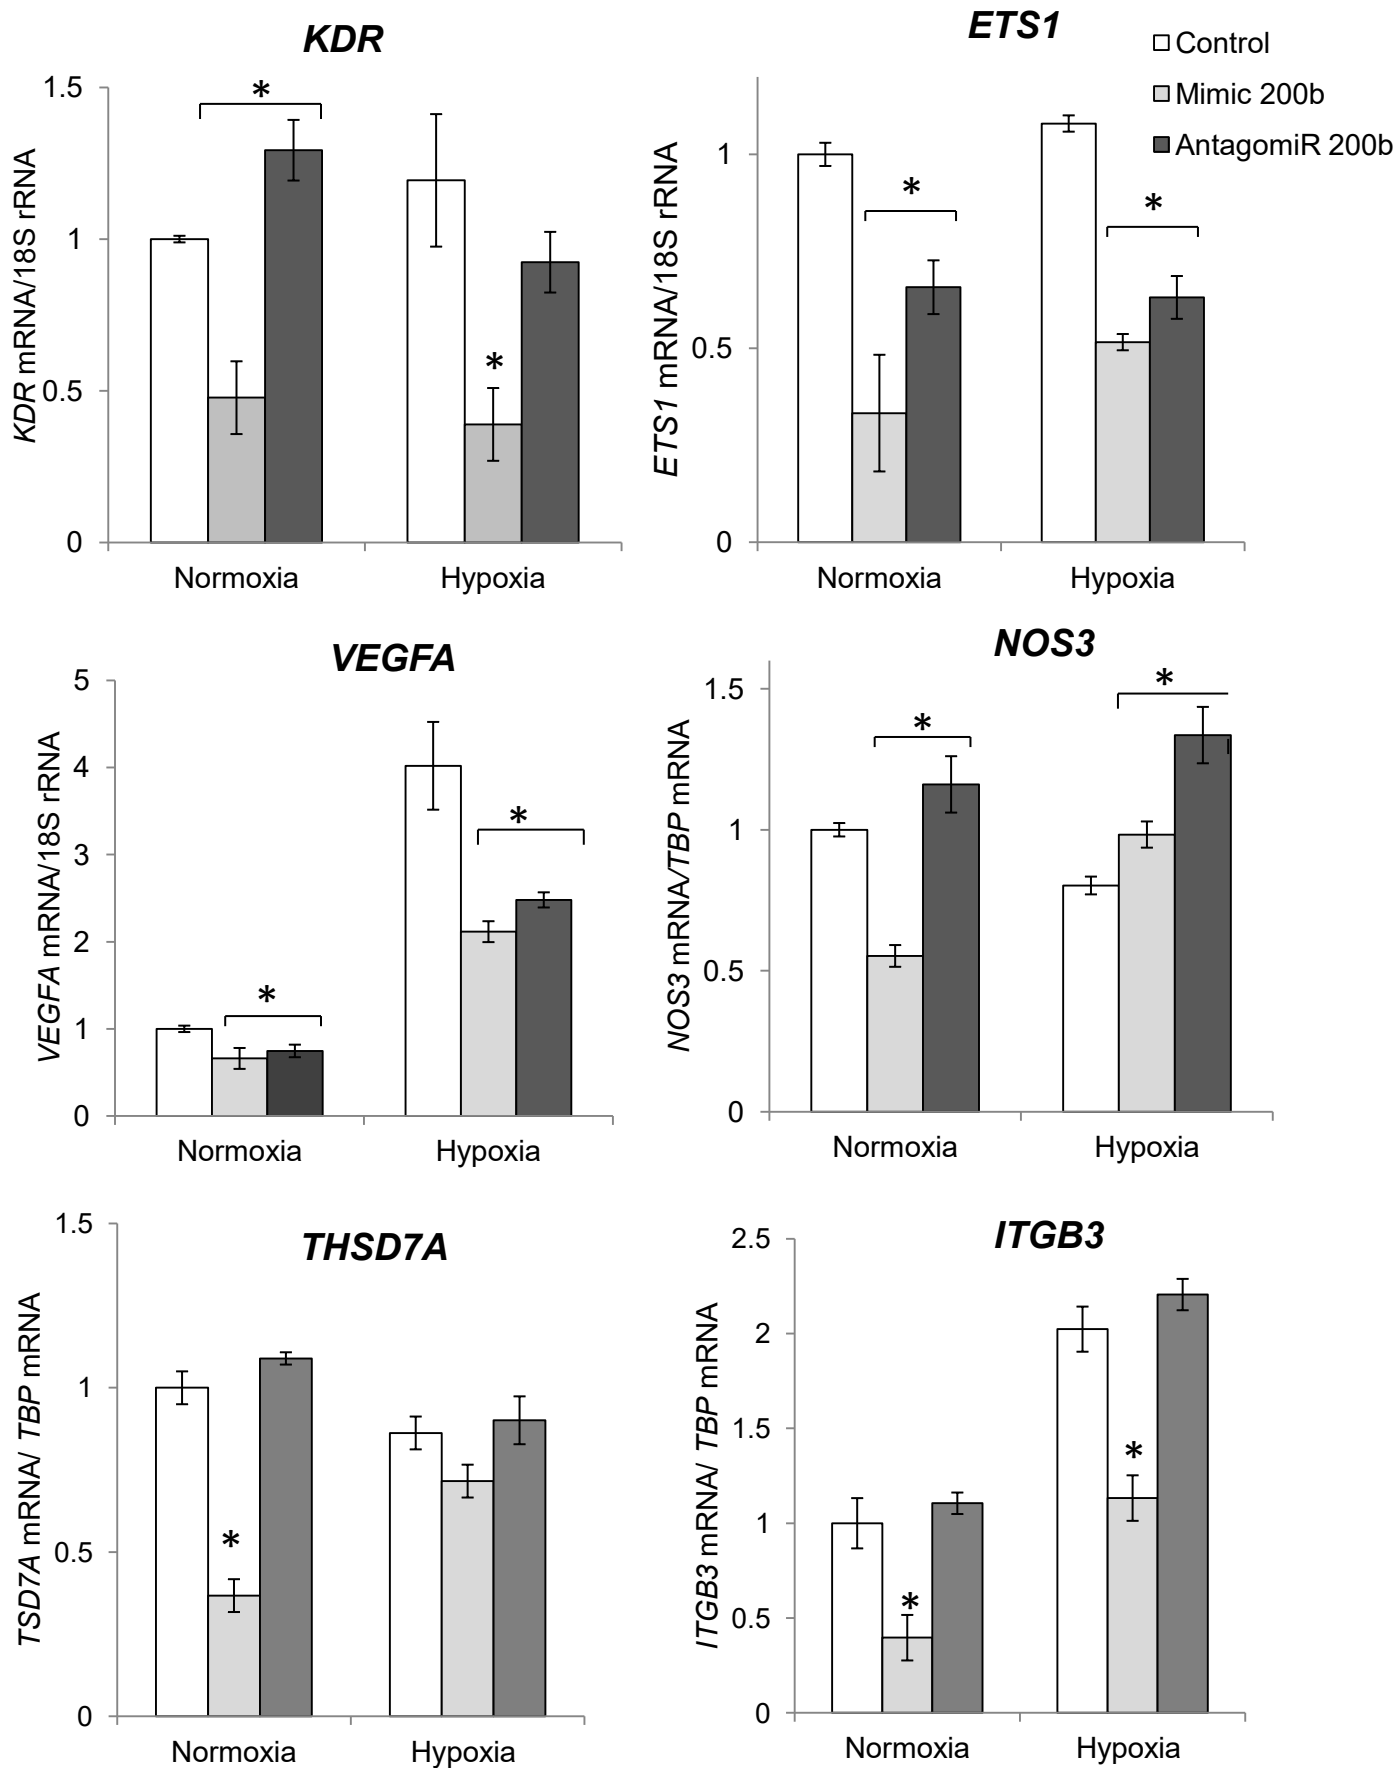 KDR
KDR mRNA/18S rRNA
1.5
1
0.5
0
*
*
Normoxia
Hypoxia
ETS1
Control
Mimic 200b
AntagomiR 200b
ETS1 mRNA/18S rRNA
1
0.5
0
*
*
Normoxia
Hypoxia
VEGFA
VEGFA mRNA/18S rRNA
5
4
3
2
1
0
*
*
Normoxia
Hypoxia
NOS3
NOS3 mRNA/TBP mRNA
1.5
1
0.5
0
*
*
Normoxia
Hypoxia
THSD7A
TSD7A mRNA/ TBP mRNA
1.5
1
0.5
0
*
Normoxia
Hypoxia
ITGB3
ITGB3 mRNA/ TBP mRNA
2.5
2
1.5
1
0.5
0
*
*
Normoxia
Hypoxia